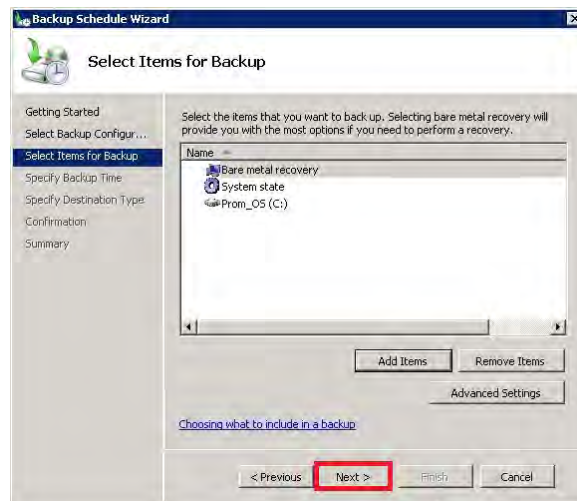 Backup Schedule Wizard
Select Items for Backup
Getting Started
Select Backup Configur...
Select Items for Backup
Specify Backup Time
Specify Destination Type
Confirmation
Summary
Select the items that you want to back up. Selecting bare metal recovery will
provide you with the most options if you need to perform a recovery.
Name
Bare metal recovery
System state
Prom_OS (C:)
Add Items
Remove Items
Advanced Settings
Choosing what to include in a backup
< Previous
Next >
Finish
Cancel